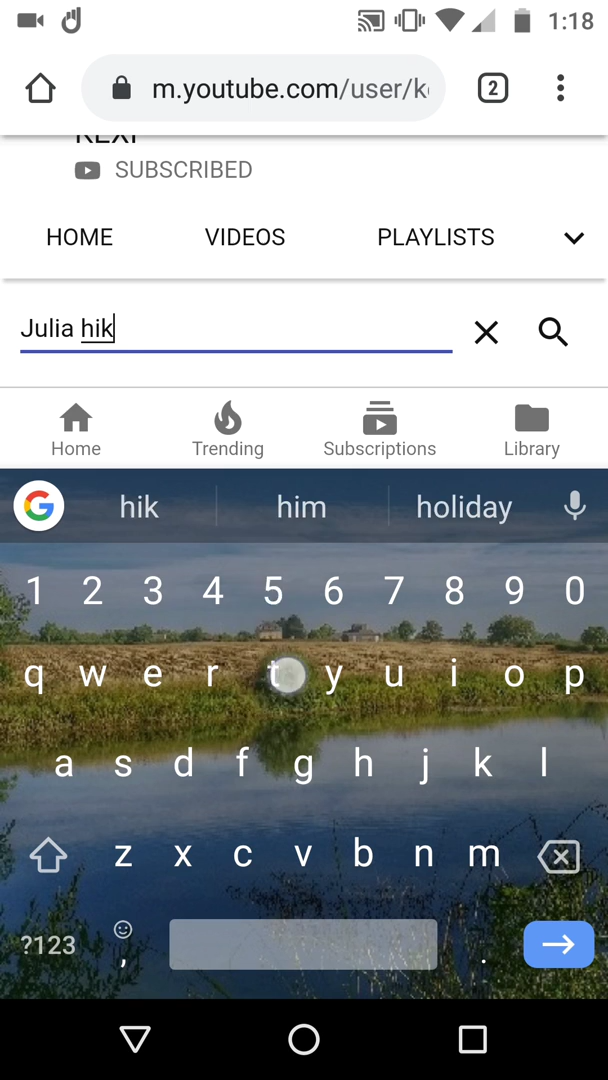 1:18
m.youtube.com/user/k
2
KEXP
SUBSCRIBED
HOME VIDEOS PLAYLISTS
Julia hik
Home Trending Subscriptions Library
hik him holiday
1 2 3 4 5 6 7 8 9 0
q w e r t y u i o p
a s d f g h j k l
z x c v b n m
?123 , .